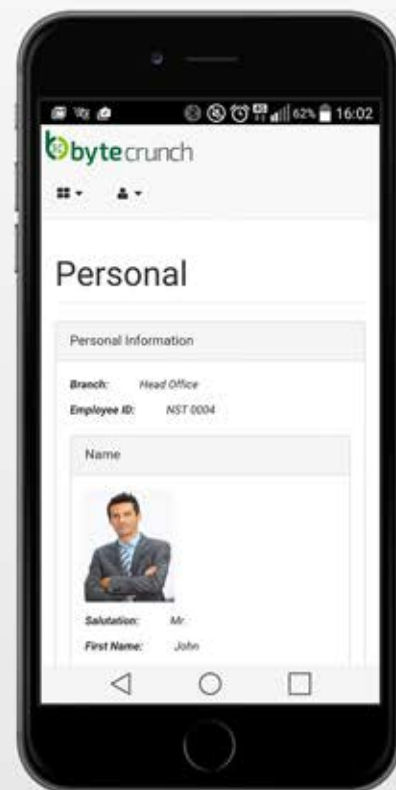 62% 16:02
bytecrunch
Personal
Personal Information
Branch: Head Office
Employee ID: NST 0004
Name
Salutation: Mr.
First Name: John